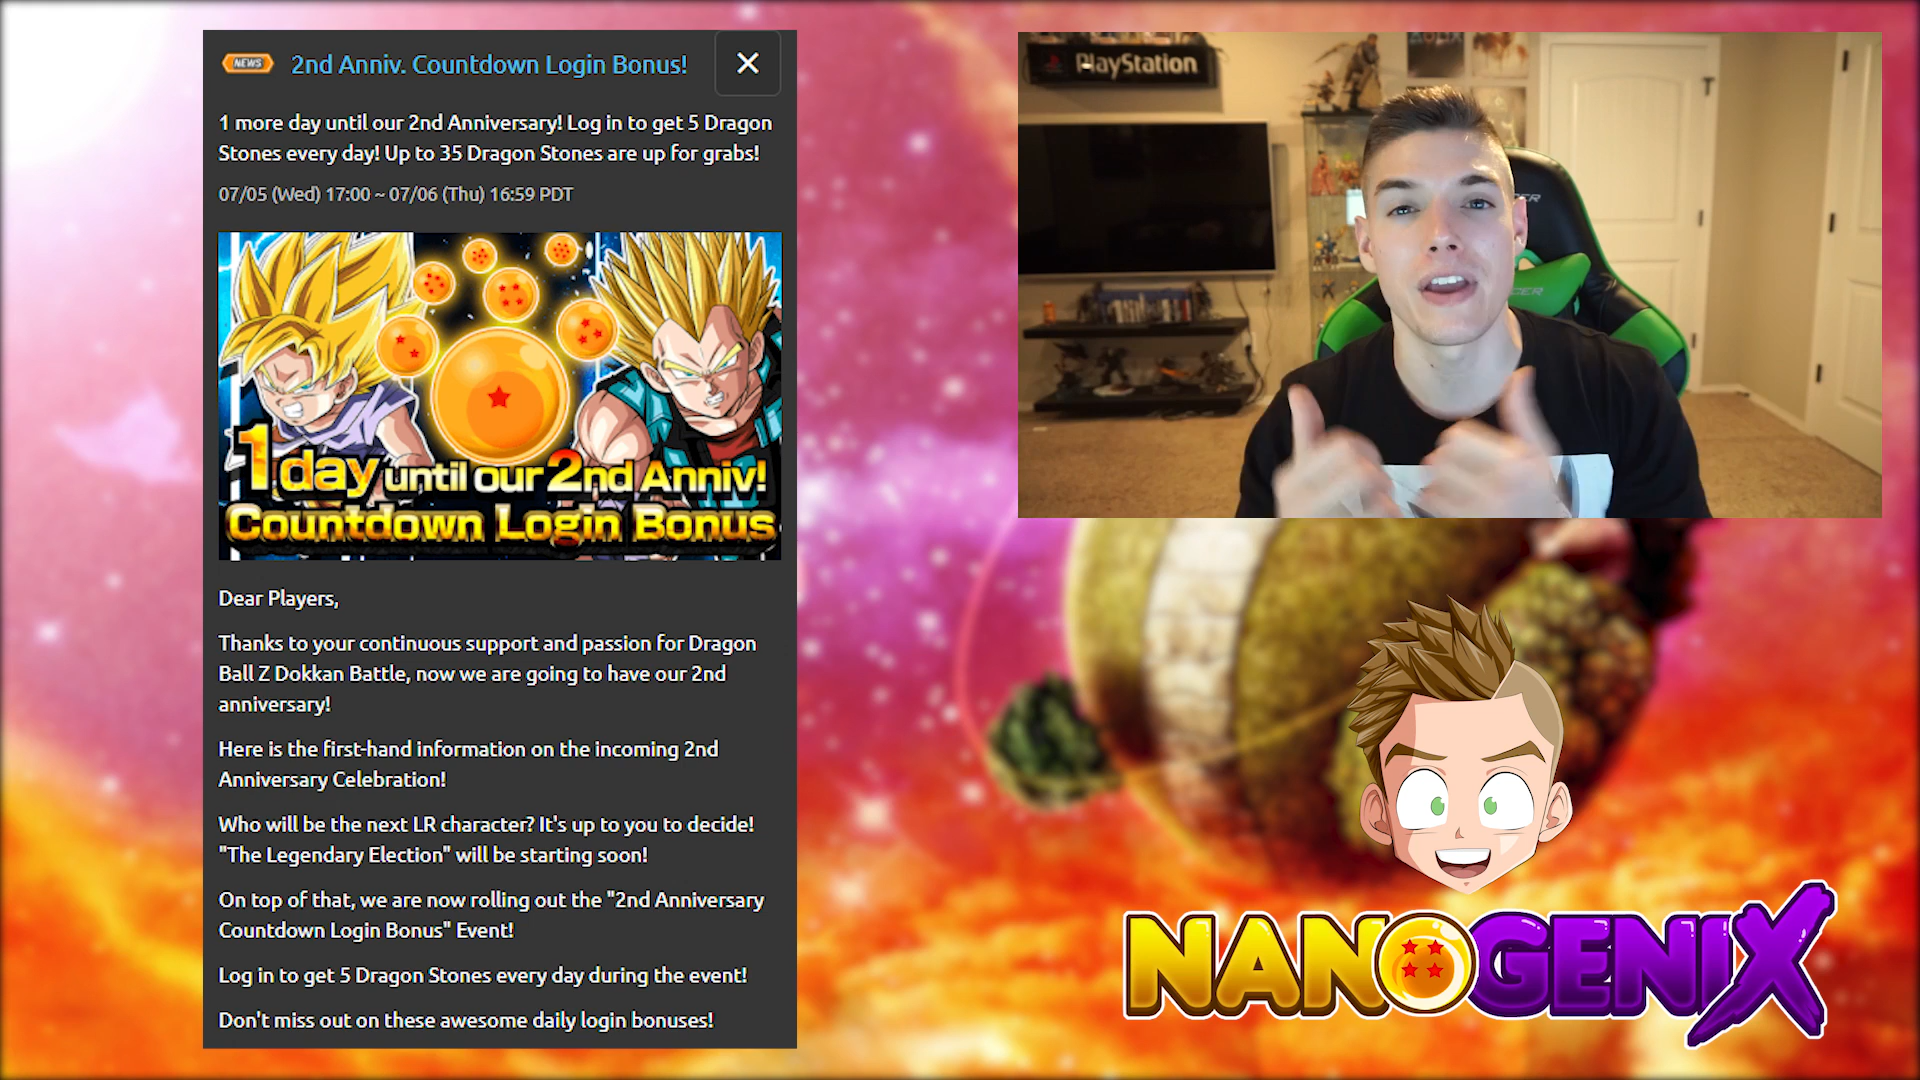 NEWS 2nd Anniv. Countdown Login Bonus!
1 more day until our 2nd Anniversary! Log in to get 5 Dragon
Stones every day! Up to 35 Dragon Stones are up for grabs!
07/05 (Wed) 17:00 ~ 07/06 (Thu) 16:59 PDT
1 day until our 2nd Anniv!
Countdown Login Bonus
Dear Players,
Thanks to your continuous support and passion for Dragon
Ball Z Dokkan Battle, now we are going to have our 2nd
anniversary!
Here is the first-hand information on the incoming 2nd
Anniversary Celebration!
Who will be the next LR character? It's up to you to decide!
"The Legendary Election" will be starting soon!
On top of that, we are now rolling out the "2nd Anniversary
Countdown Login Bonus" Event!
Log in to get 5 Dragon Stones every day during the event!
Don't miss out on these awesome daily login bonuses!
PlayStation
NANOGENIX